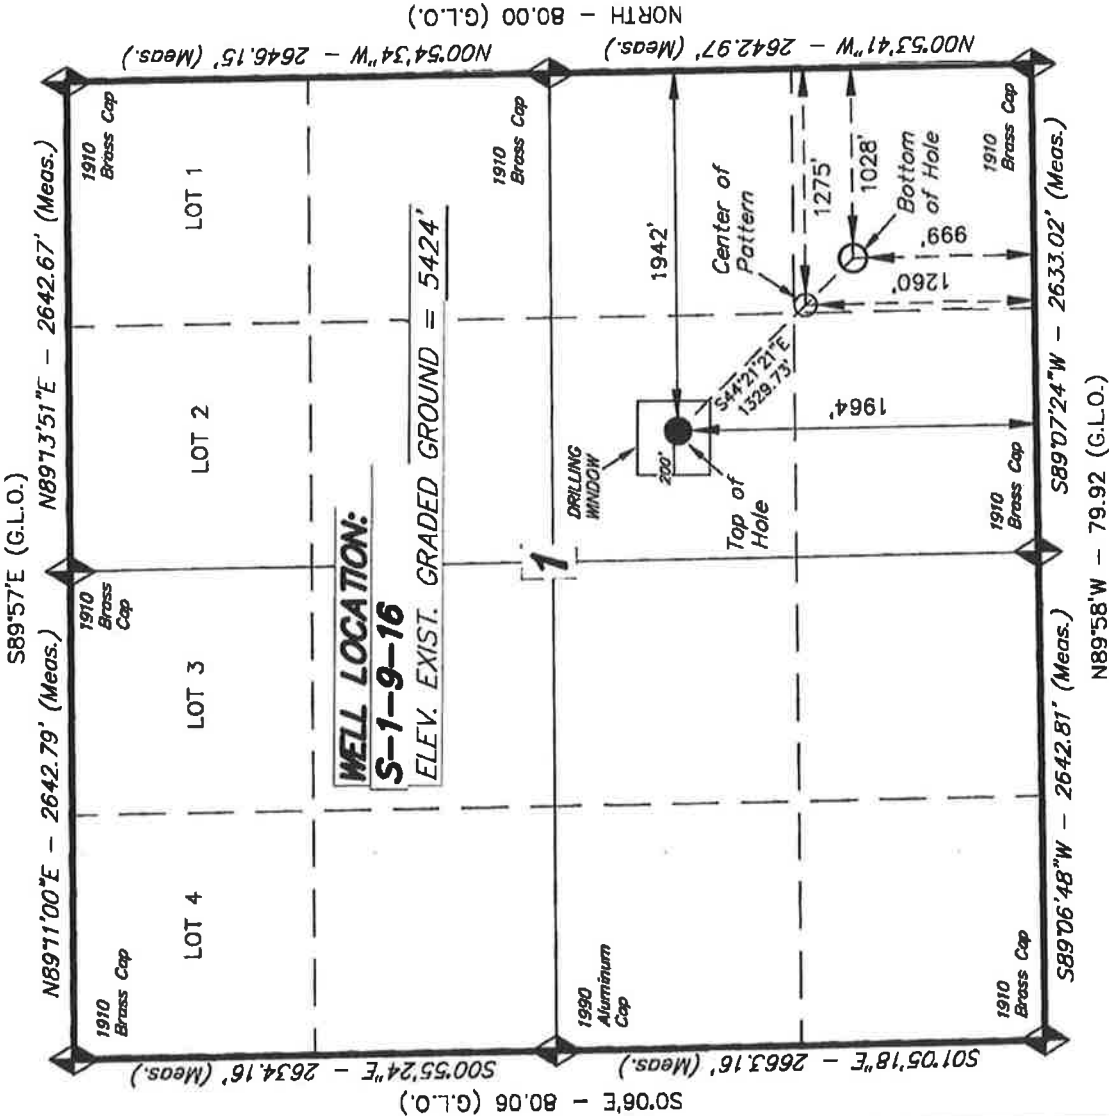 S89°57'E (G.L.O.)
N89°11'00"E - 2642.79' (Meas.)
N89°13'51"E - 2642.67' (Meas.)
1910
Brass Cap
1910
Brass
Cap
1910
Brass Cap
LOT 4
LOT 3
LOT 2
LOT 1
S00°55'24"E - 2634.16' (Meas.)
S0°06'E - 80.06 (G.L.O.)
N00°54'34"W - 2646.15' (Meas.)
NORTH - 80.00 (G.L.O.)
WELL LOCATION:
S-1-9-16
ELEV. EXIST. GRADED GROUND = 5424'
1910
Brass Cap
1
1990
Aluminum
Cap
DRILLING
WINDOW
200'
Top of
Hole
1942'
S44°21'21"E
1329.73'
Center of
Pattern
1275'
1028'
Bottom
of Hole
1964'
1260'
999'
S01°05'18"E - 2663.16' (Meas.)
N00°53'41"W - 2642.97' (Meas.)
1910
Brass Cap
1910
Brass Cap
1910
Brass Cap
S89°06'48"W - 2642.81' (Meas.)
S89°07'24"W - 2633.02' (Meas.)
N89°58'W - 79.92 (G.L.O.)